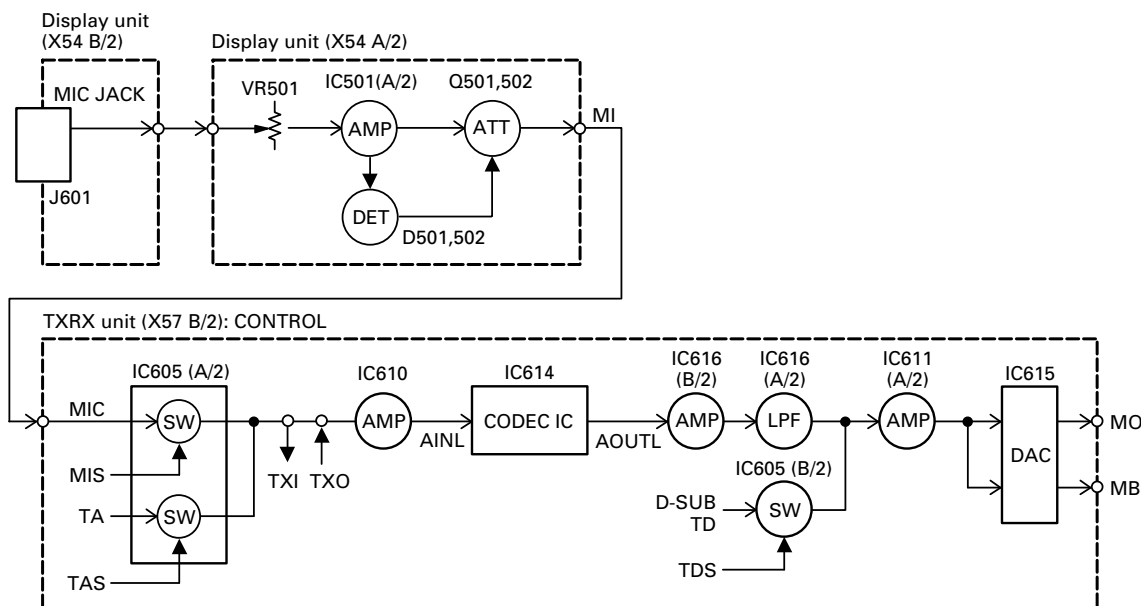 Display unit
(X54 B/2)
Display unit (X54 A/2)
MIC JACK
J601
VR501
IC501(A/2)
Q501,502
AMP
ATT
MI
DET
D501,502
TXRX unit (X57 B/2): CONTROL
IC605 (A/2)
MIC
SW
MIS
TA
SW
TAS
TXI
TXO
IC610
AMP
AINL
IC614
CODEC IC
AOUTL
IC616
(B/2)
AMP
IC616
(A/2)
LPF
IC605 (B/2)
D-SUB
TD
SW
TDS
IC611
(A/2)
AMP
IC615
DAC
MO
MB